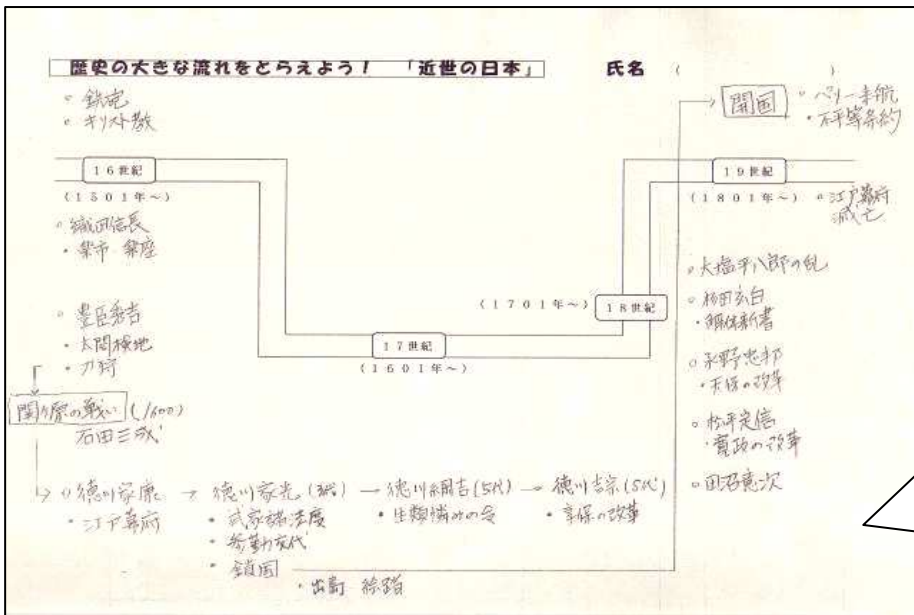 歴史の大きな流れをとらえよう！ 「近世の日本」 氏名 （ ）
○ 鉄砲
○ キリスト教
16世紀
（1501年～）
○ 織田信長
・楽市 楽座
○ 豊臣秀吉
・太閤検地
・刀狩
関ヶ原の戦い (1600)
石田三成
→ ○ 徳川家康 → 徳川家光 (3代) → 徳川綱吉 (5代) → 徳川吉宗 (5代)
・江戸幕府
・武家諸法度
・参勤交代
・鎖国
・出島 絵踏
・生類憐みの令
・享保の改革
17世紀
（1601年～）
（1701年～） 18世紀
開国
○ ペリー来航
・不平等条約
19世紀
（1801年～）
○ 江戸幕府
滅亡
○ 大塩平八郎の乱
○ 杉田玄白
・解体新書
○ 水野忠邦
・天保の改革
○ 松平定信
・寛政の改革
○ 田沼意次